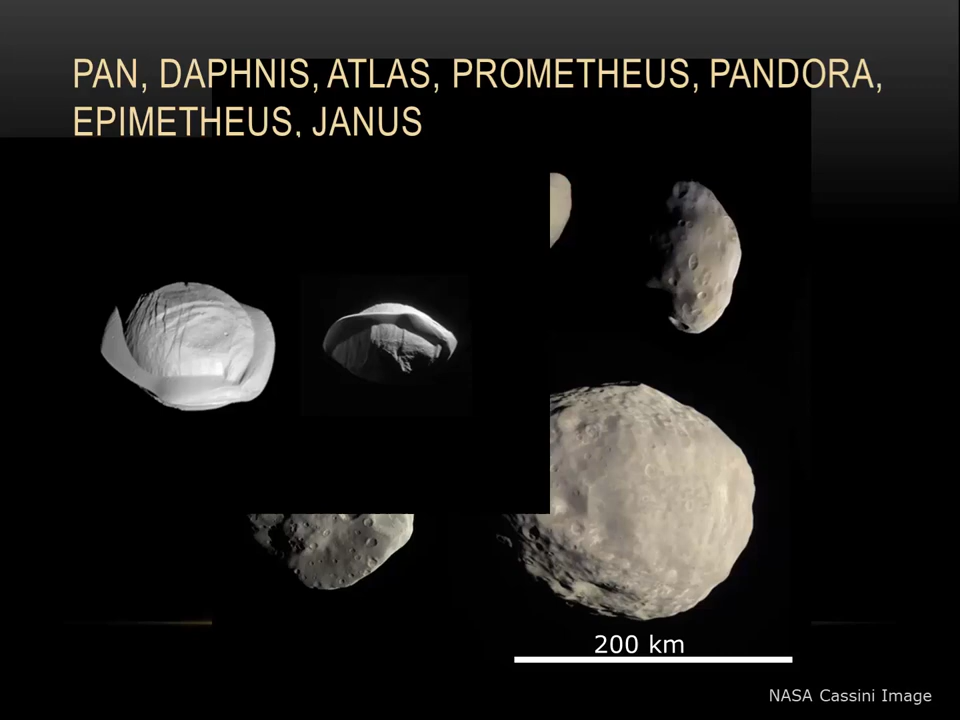 PAN, DAPHNIS, ATLAS, PROMETHEUS, PANDORA,
EPIMETHEUS, JANUS
200 km
NASA Cassini Image